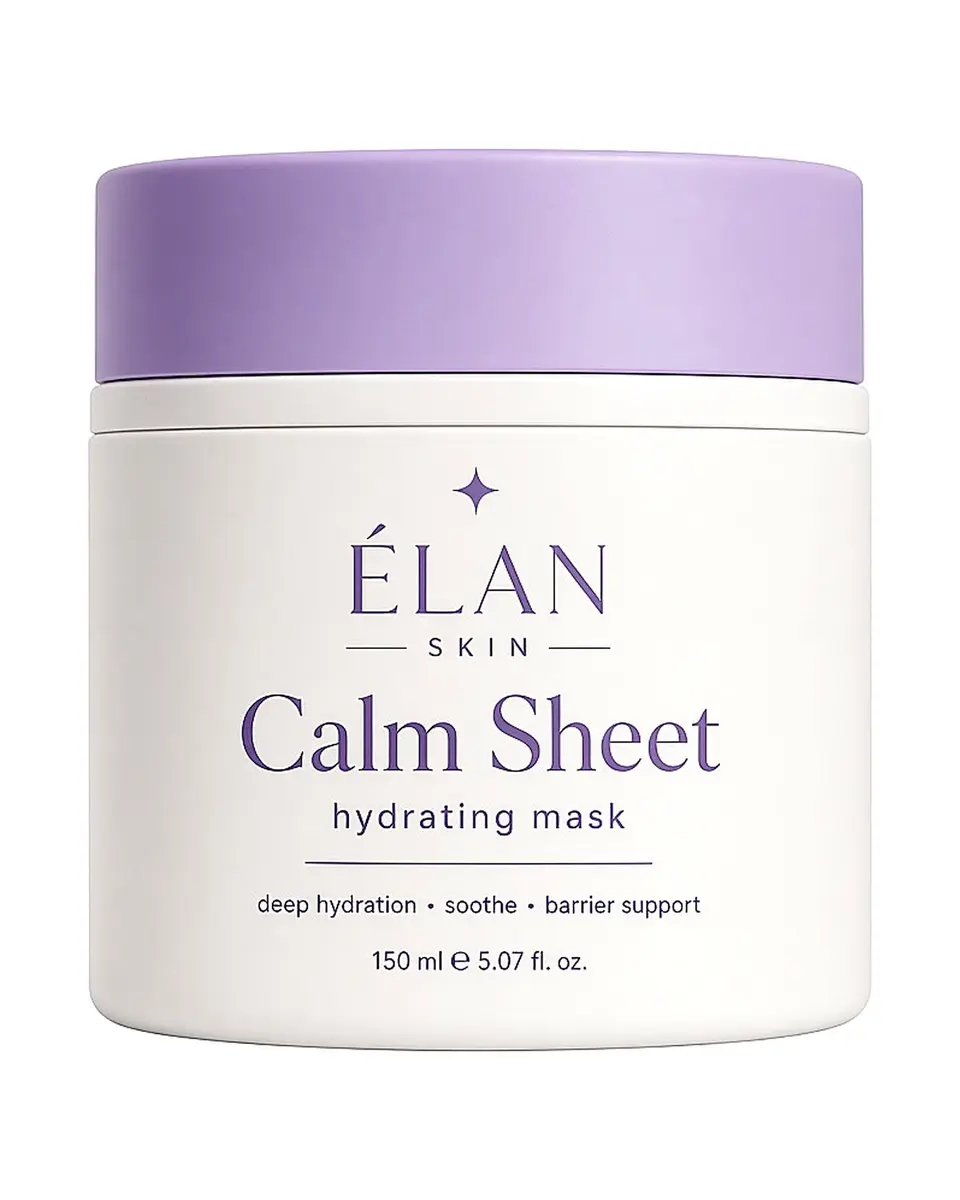 ÉLAN
SKIN
Calm Sheet
hydrating mask
deep hydration • soothe • barrier support
150 ml ℮ 5.07 fl. oz.